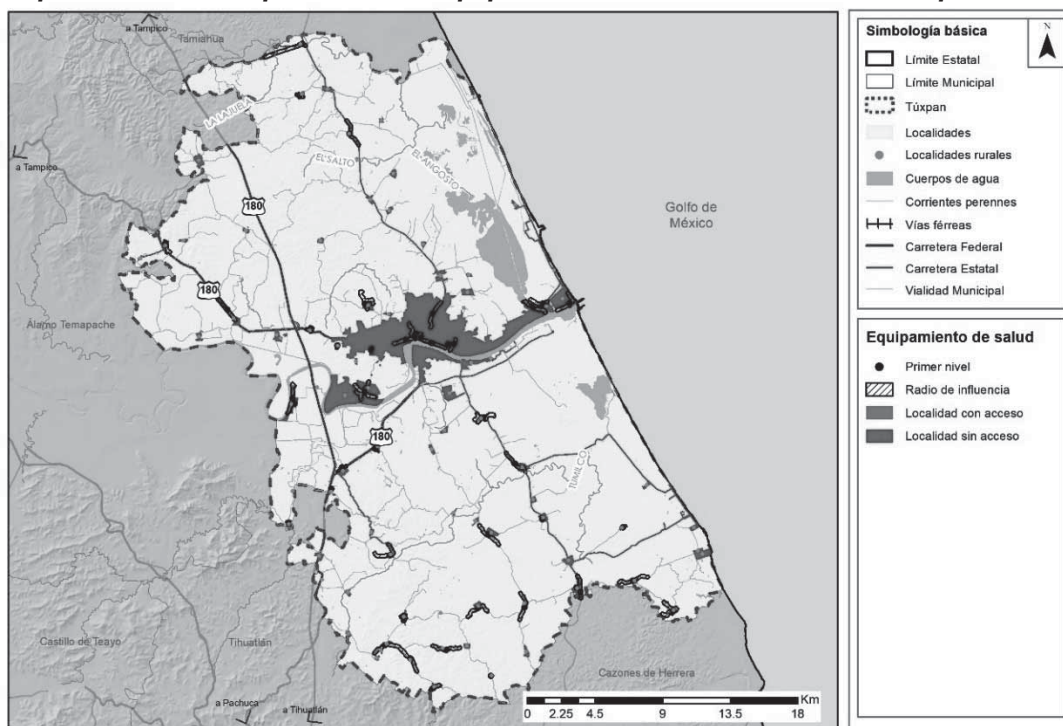 a Tampico
Tamiahua
LA LAJUELA
a Tampico
EL SALTO
EL ANGOSTO
180
Golfo de
México
180
Álamo Temapache
180
TUMILCO
Castillo de Teayo
Tihuatlán
Cazones de Herrera
a Pachuca
a Tihuatlán
Km
0 2.25 4.5 9 13.5 18
Simbología básica
N
Límite Estatal
Límite Municipal
Túxpan
Localidades
Localidades rurales
Cuerpos de agua
Corrientes perennes
Vías férreas
Carretera Federal
Carretera Estatal
Vialidad Municipal
Equipamiento de salud
Primer nivel
Radio de influencia
Localidad con acceso
Localidad sin acceso